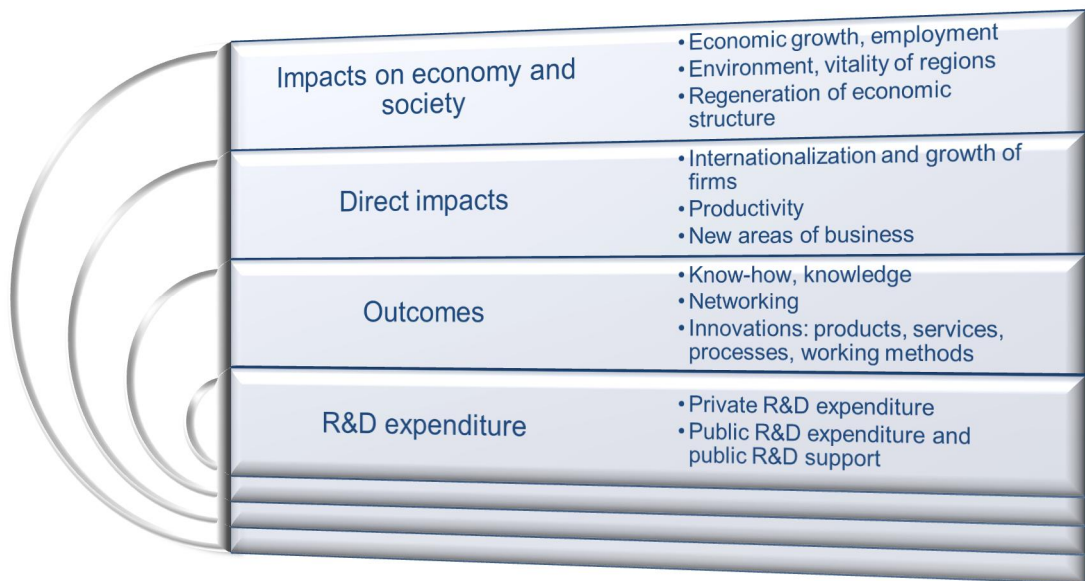 Impacts on economy and
society
• Economic growth, employment
• Environment, vitality of regions
• Regeneration of economic
structure
Direct impacts
• Internationalization and growth of
firms
• Productivity
• New areas of business
Outcomes
• Know-how, knowledge
• Networking
• Innovations: products, services,
processes, working methods
R&D expenditure
• Private R&D expenditure
• Public R&D expenditure and
public R&D support